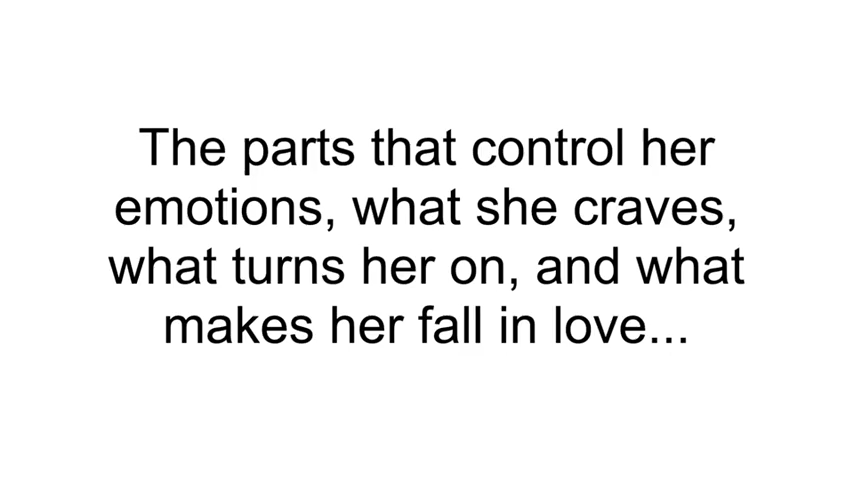 The parts that control her
emotions, what she craves,
what turns her on, and what
makes her fall in love...